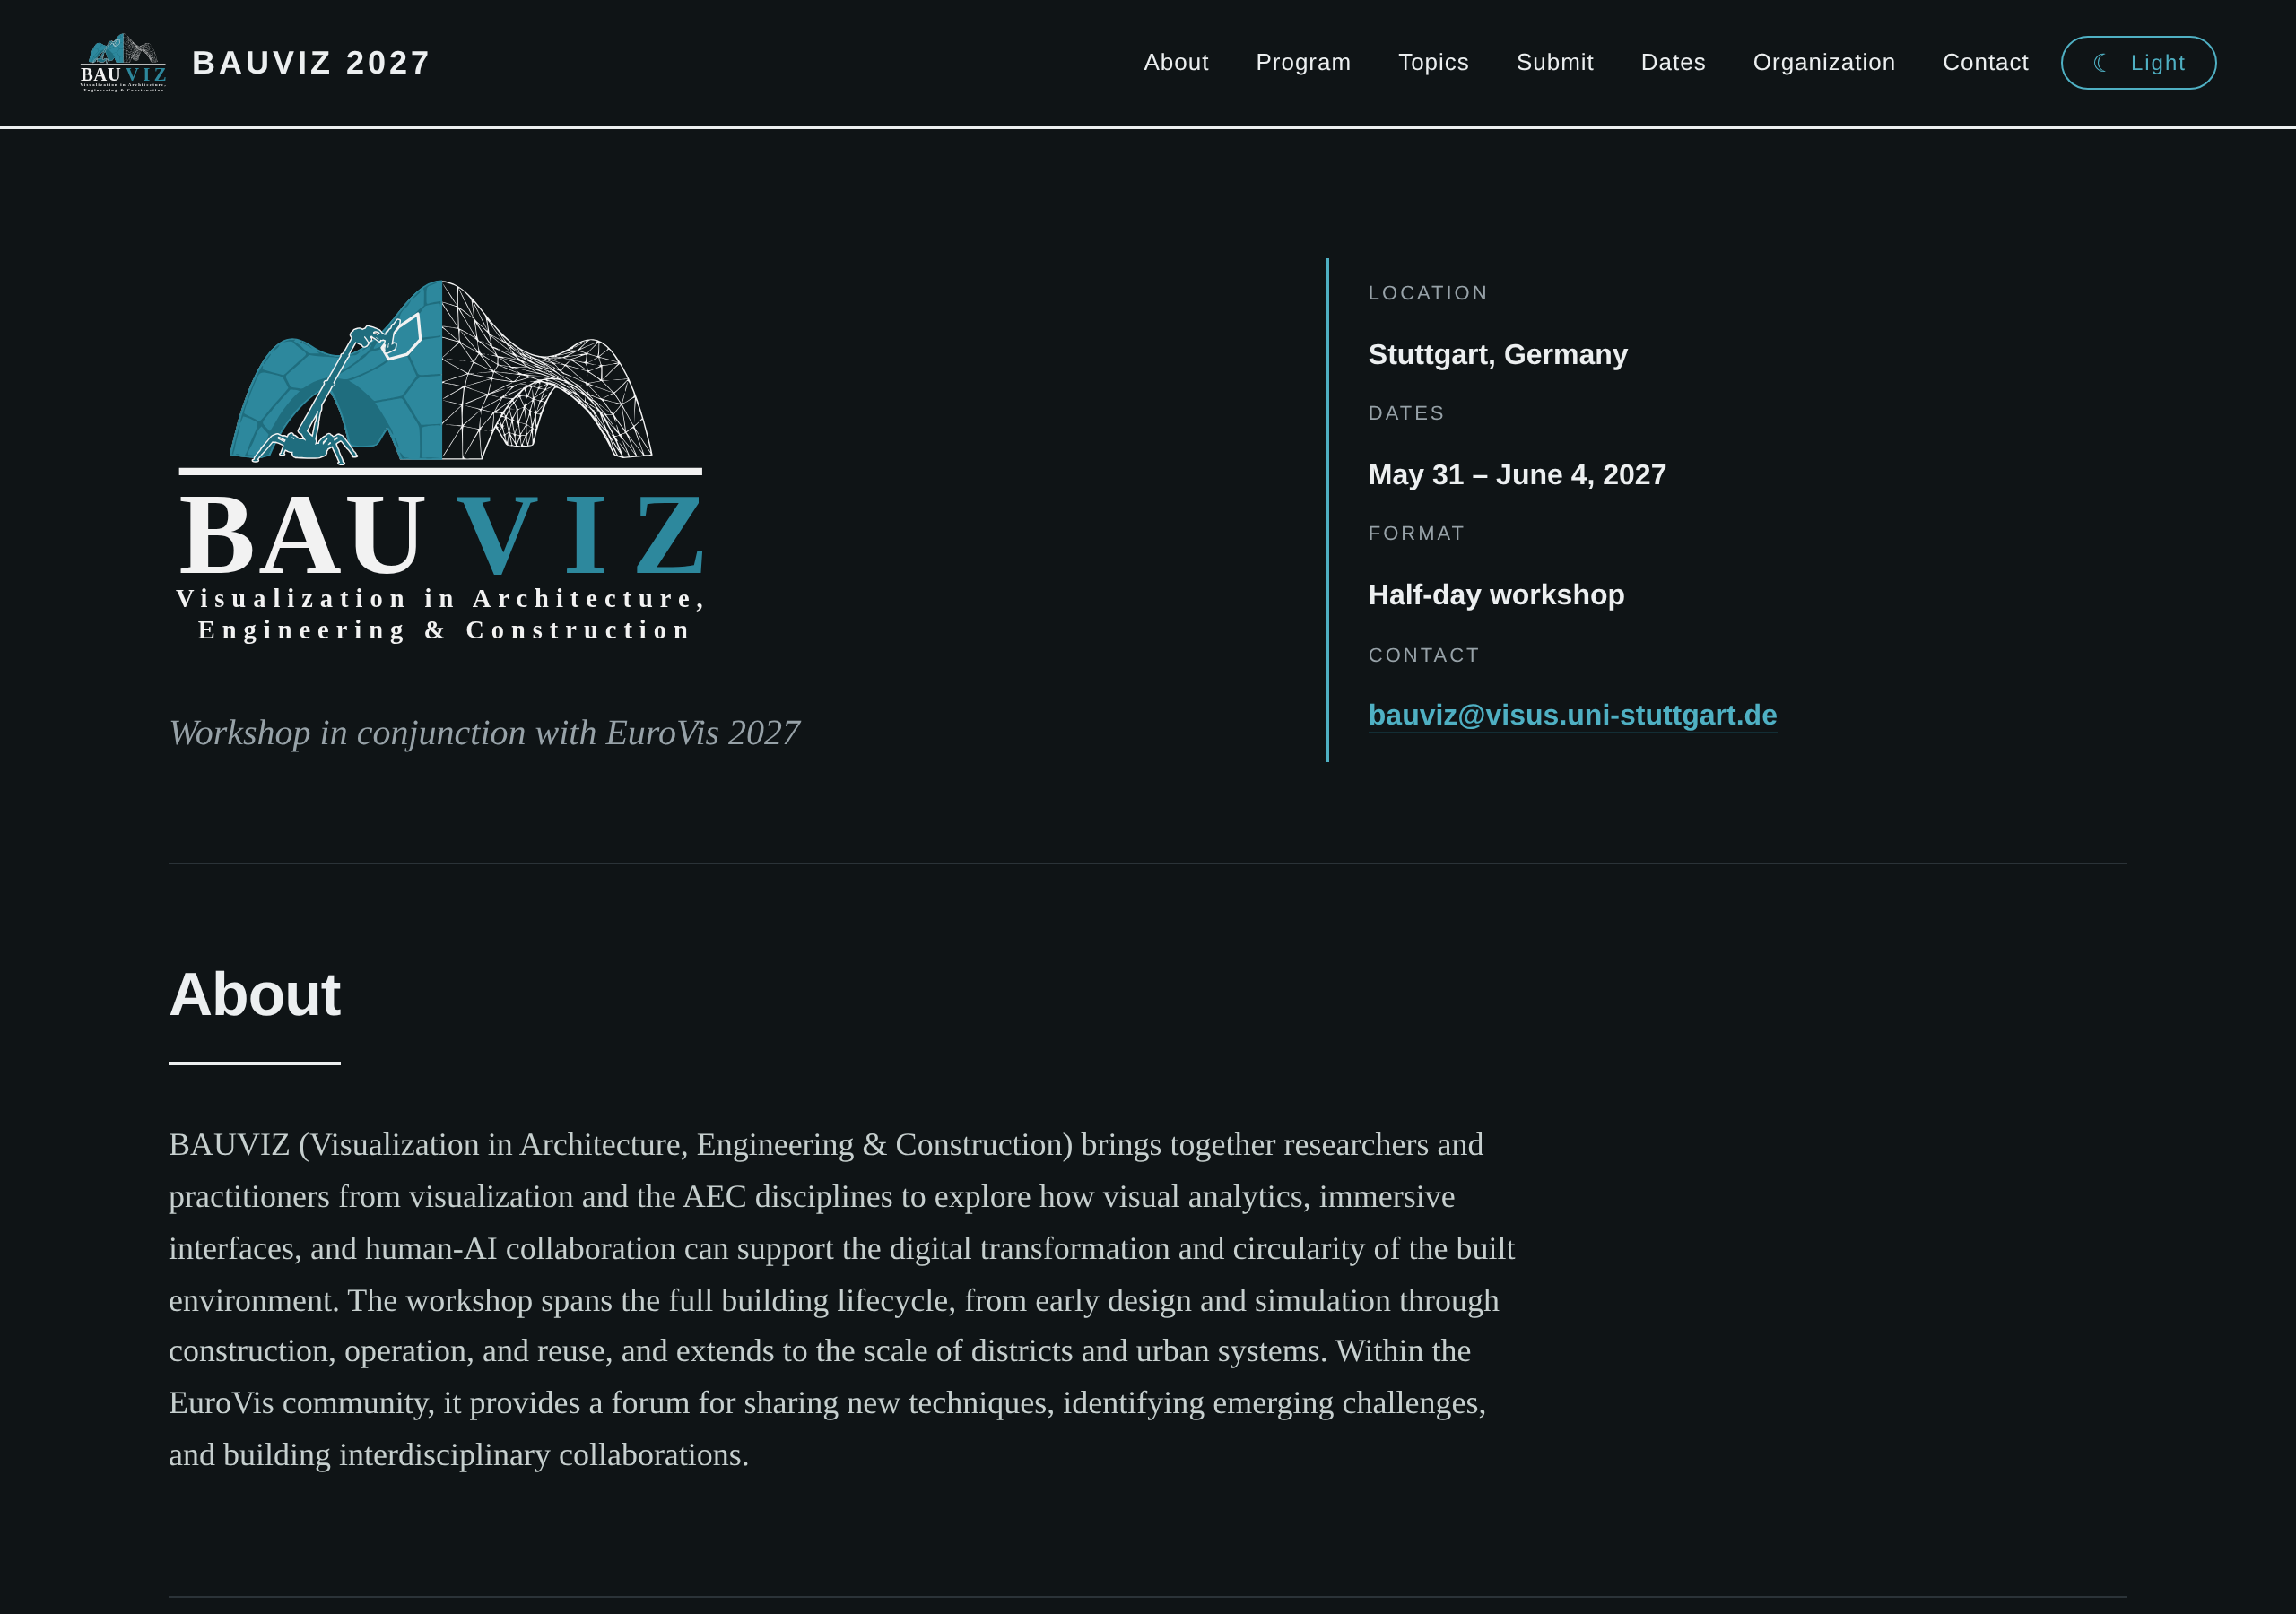 BAU VIZ
Visualization in Architecture,
Engineering & Construction
BAUVIZ 2027
About Program Topics Submit Dates Organization Contact ☾ Light
BAU VIZ
Visualization in Architecture,
Engineering & Construction
Workshop in conjunction with EuroVis 2027
LOCATION
Stuttgart, Germany
DATES
May 31 – June 4, 2027
FORMAT
Half-day workshop
CONTACT
bauviz@visus.uni-stuttgart.de
About
BAUVIZ (Visualization in Architecture, Engineering & Construction) brings together researchers and
practitioners from visualization and the AEC disciplines to explore how visual analytics, immersive
interfaces, and human-AI collaboration can support the digital transformation and circularity of the built
environment. The workshop spans the full building lifecycle, from early design and simulation through
construction, operation, and reuse, and extends to the scale of districts and urban systems. Within the
EuroVis community, it provides a forum for sharing new techniques, identifying emerging challenges,
and building interdisciplinary collaborations.